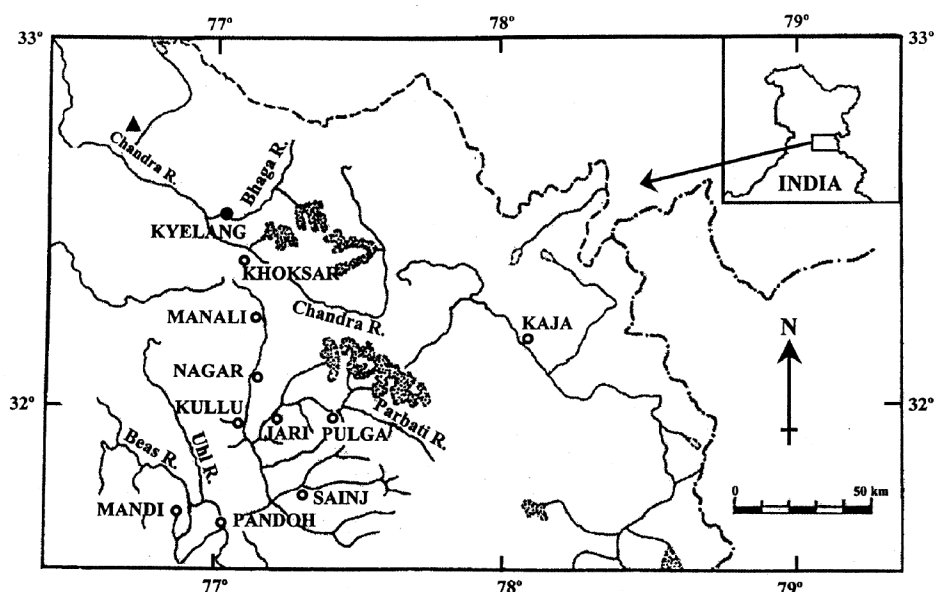 77° 78° 79°
33° 33°
INDIA
Chandra R.
Bhaga R.
KYELANG
KHOKSAR
Chandra R.
MANALI
KAJA
N
NAGAR
32° 32°
KULLU
JARI PULGA
Parbati R.
Beas R.
Uhl R.
SAINJ
0 50 km
MANDI
PANDOH
77° 78° 79°